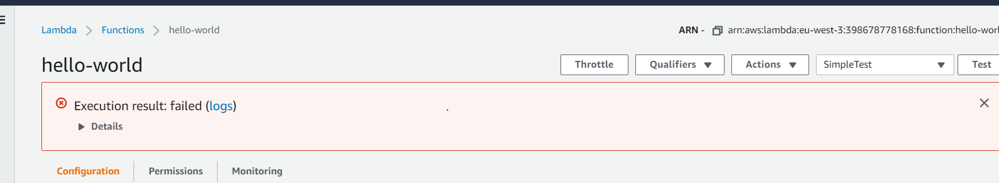 Lambda Functions hello-world
ARN - arn:aws:lambda:eu-west-3:398678778168:function:hello-worl
hello-world
Throttle Qualifiers Actions SimpleTest Test
Execution result: failed (logs)
Details
Configuration Permissions Monitoring